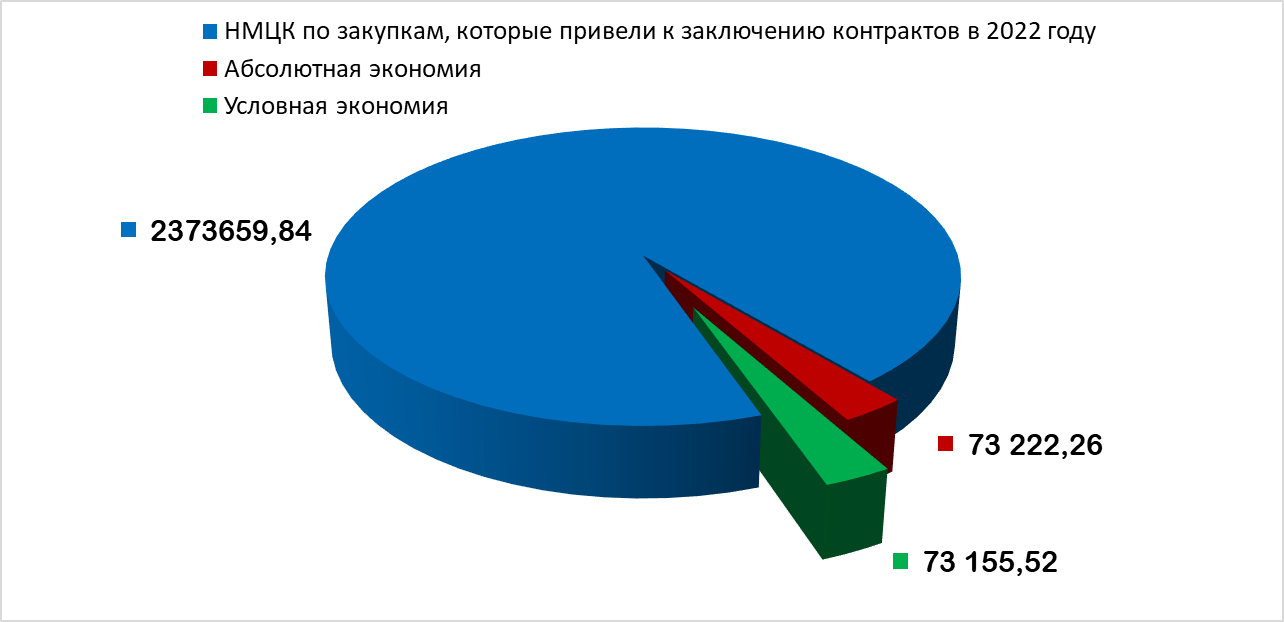 НМЦК по закупкам, которые привели к заключению контрактов в 2022 году
Абсолютная экономия
Условная экономия
2373659,84
73 222,26
73 155,52